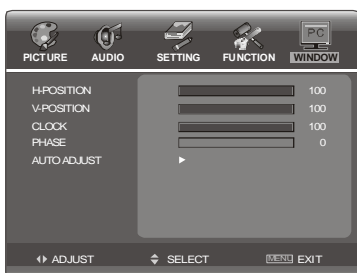 PC
PICTURE AUDIO SETTING FUNCTION WINDOW
H-POSITION 100
V-POSITION 100
CLOCK 100
PHASE 0
AUTO ADJUST
ADJUST SELECT MENU EXIT